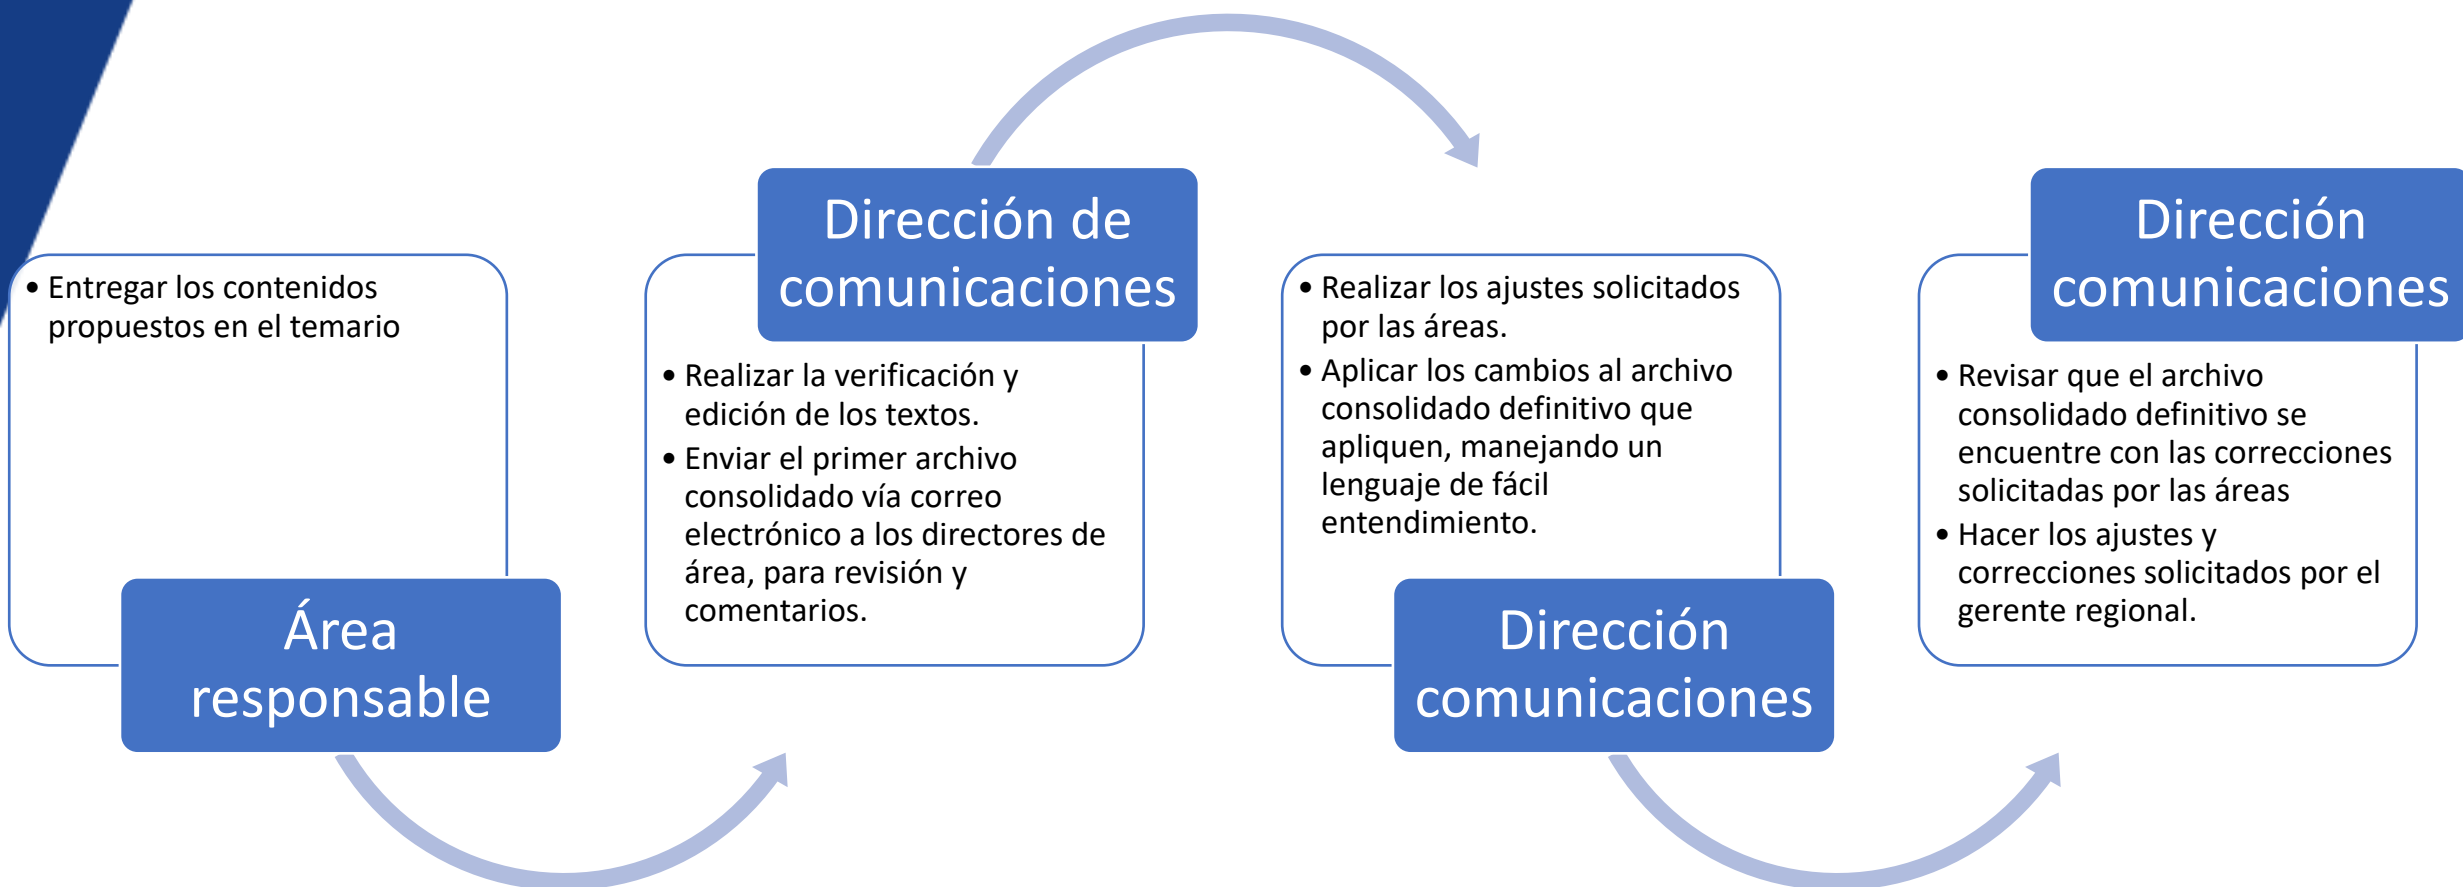 • Entregar los contenidos
propuestos en el temario
Área
responsable
Dirección de
comunicaciones
• Realizar la verificación y
edición de los textos.
• Enviar el primer archivo
consolidado vía correo
electrónico a los directores de
área, para revisión y
comentarios.
• Realizar los ajustes solicitados
por las áreas.
• Aplicar los cambios al archivo
consolidado definitivo que
apliquen, manejando un
lenguaje de fácil
entendimiento.
Dirección
comunicaciones
Dirección
comunicaciones
• Revisar que el archivo
consolidado definitivo se
encuentre con las correcciones
solicitadas por las áreas
• Hacer los ajustes y
correcciones solicitados por el
gerente regional.